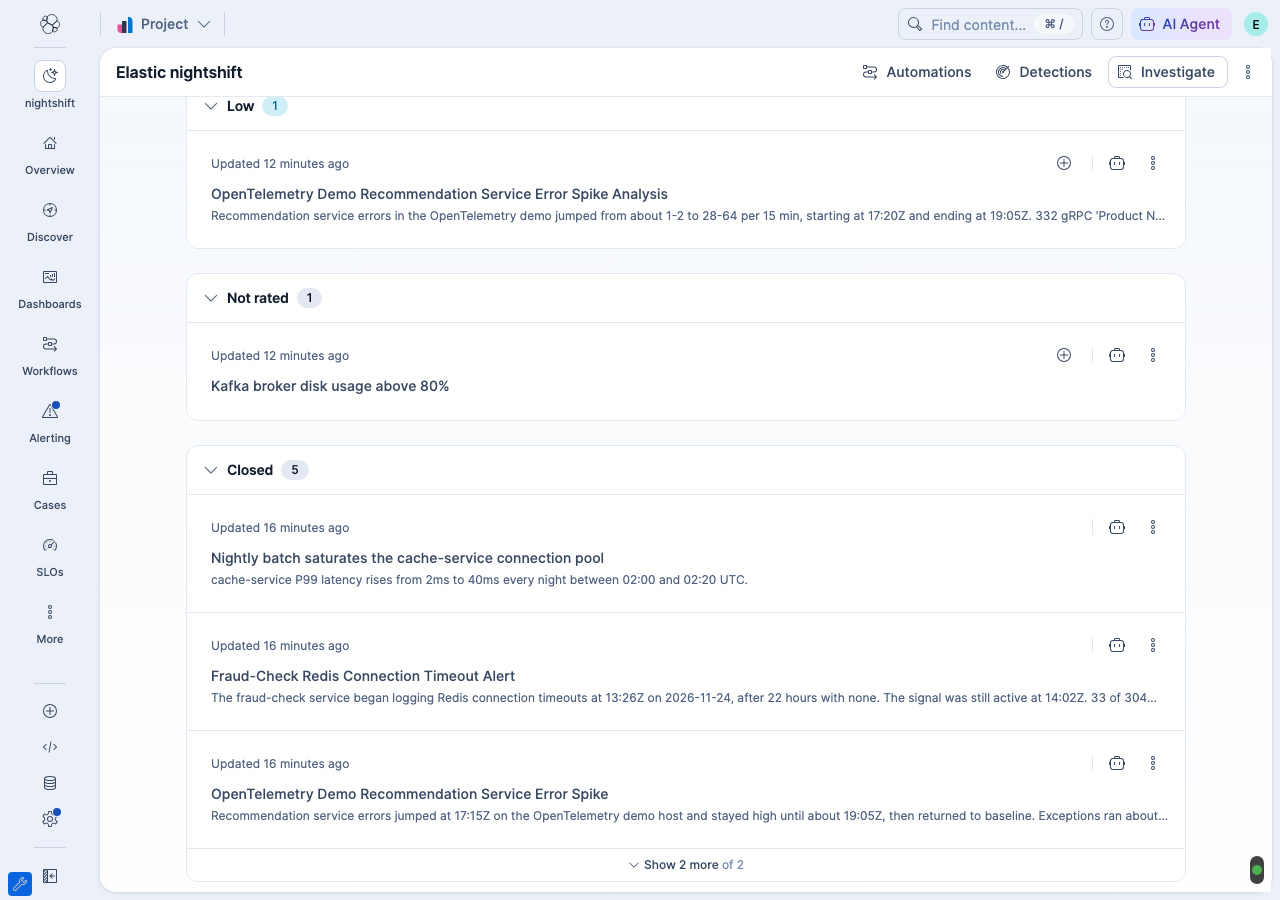 Project
Find content...
⌘ /
AI Agent
E
nightshift
Overview
Discover
Dashboards
Workflows
Alerting
Cases
SLOs
More
Elastic nightshift
Automations
Detections
Investigate
Low 1
Updated 12 minutes ago
OpenTelemetry Demo Recommendation Service Error Spike Analysis
Recommendation service errors in the OpenTelemetry demo jumped from about 1-2 to 28-64 per 15 min, starting at 17:20Z and ending at 19:05Z. 332 gRPC 'Product N...
Not rated 1
Updated 12 minutes ago
Kafka broker disk usage above 80%
Closed 5
Updated 16 minutes ago
Nightly batch saturates the cache-service connection pool
cache-service P99 latency rises from 2ms to 40ms every night between 02:00 and 02:20 UTC.
Updated 16 minutes ago
Fraud-Check Redis Connection Timeout Alert
The fraud-check service began logging Redis connection timeouts at 13:26Z on 2026-11-24, after 22 hours with none. The signal was still active at 14:02Z. 33 of 304...
Updated 16 minutes ago
OpenTelemetry Demo Recommendation Service Error Spike
Recommendation service errors jumped at 17:15Z on the OpenTelemetry demo host and stayed high until about 19:05Z, then returned to baseline. Exceptions ran about...
Show 2 more of 2